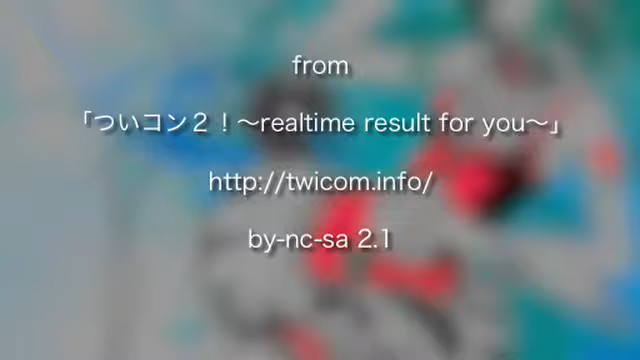 from
「ついコン２！～realtime result for you～」
http://twicom.info/
by-nc-sa 2.1